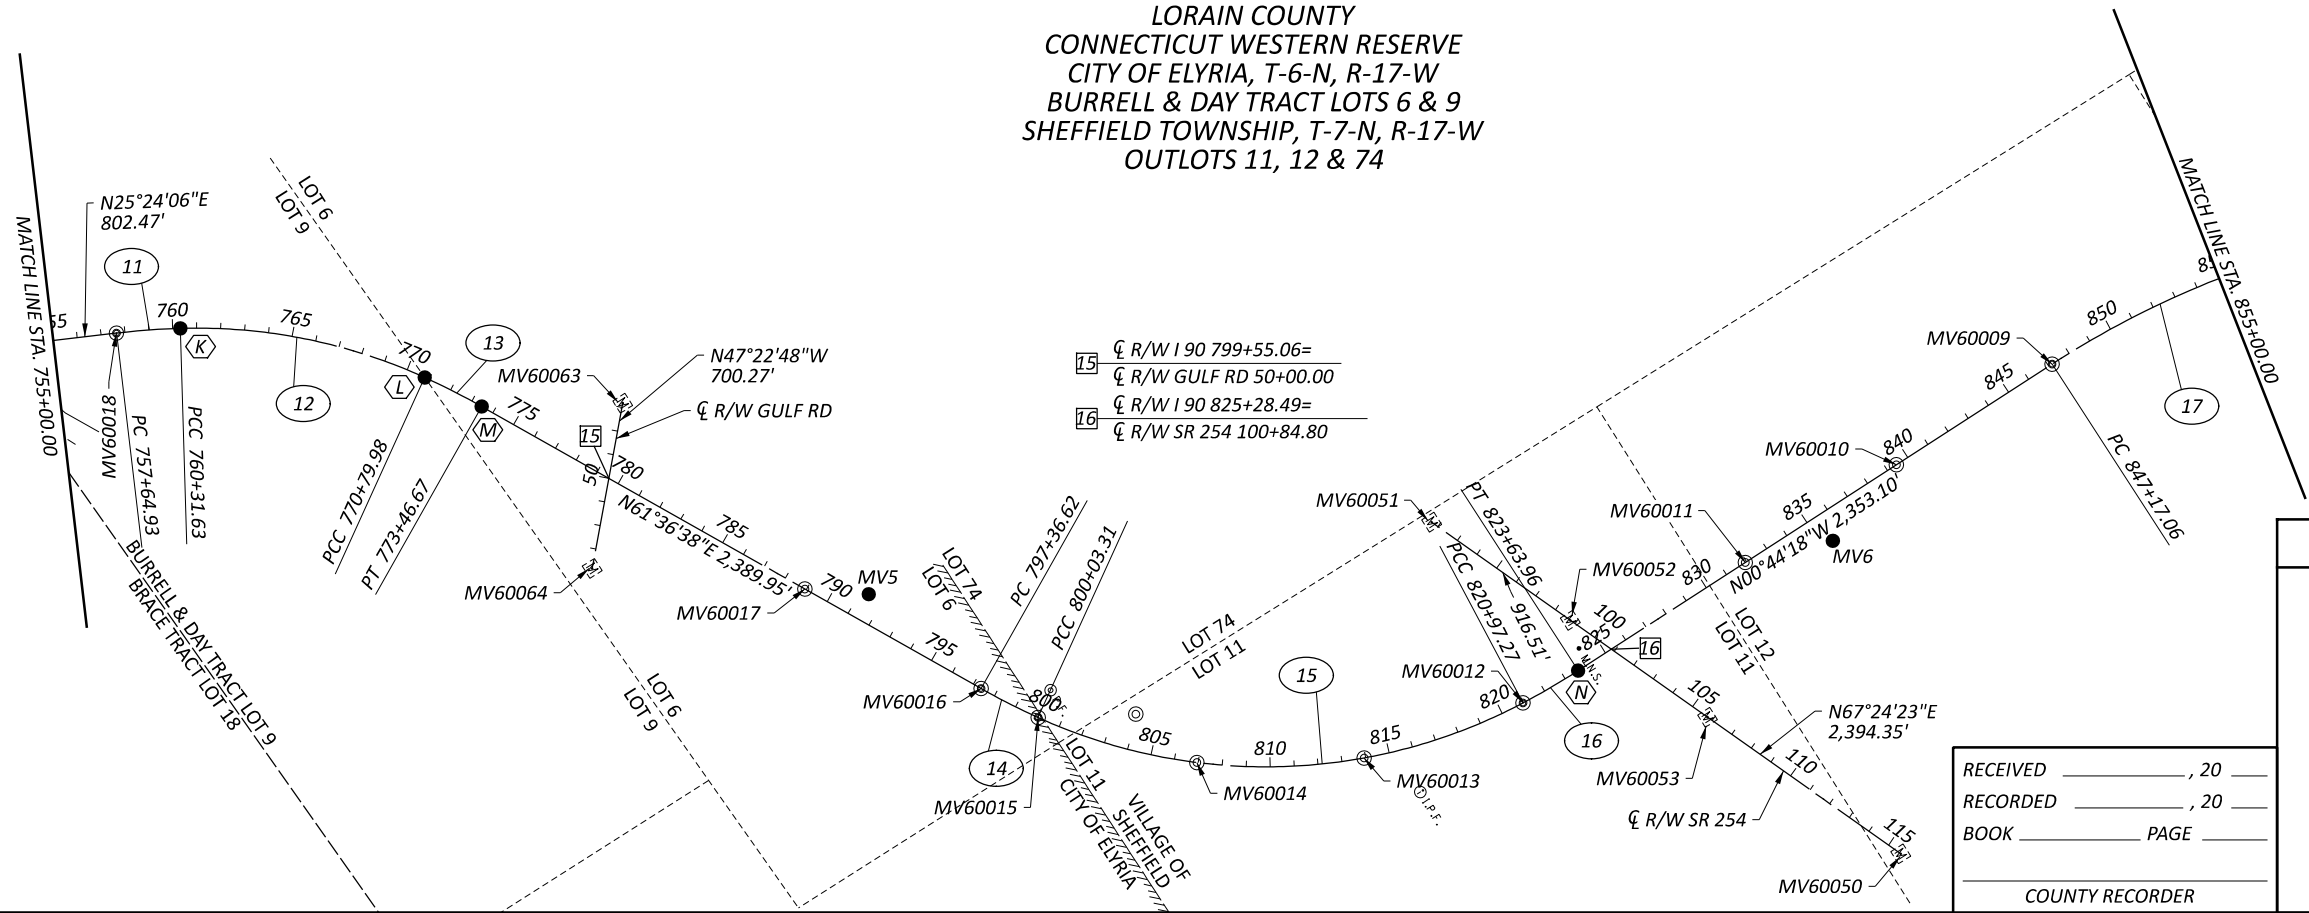 LORAIN COUNTY
CONNECTICUT WESTERN RESERVE
CITY OF ELYRIA, T-6-N, R-17-W
BURRELL & DAY TRACT LOTS 6 & 9
SHEFFIELD TOWNSHIP, T-7-N, R-17-W
OUTLOTS 11, 12 & 74
MATCH LINE STA. 755+00.00
N25°24'06"E
802.47'
11
55
760
765
770
K
12
MV60018
PC 757+64.93
PCC 760+31.63
LOT 6
LOT 9
BURRELL & DAY TRACT LOT 9
BRACE TRACT LOT 18
L
13
M
PCC 770+79.98
PT 773+46.67
775
MV60063
N47°22'48"W
700.27'
℄ R/W GULF RD
15
50
780
MV60064
N61°36'38"E 2,389.95'
785
MV60017
790
MV5
795
LOT 6
LOT 9
15
℄ R/W I 90 799+55.06=
℄ R/W GULF RD 50+00.00
16
℄ R/W I 90 825+28.49=
℄ R/W SR 254 100+84.80
LOT 74
LOT 6
PC 797+36.62
PCC 800+03.31
MV60016
14
MV60015
800
LOT 11
CITY OF ELYRIA
VILLAGE OF
SHEFFIELD
LOT 74
LOT 11
805
MV60014
810
15
815
MV60013
I.P.F.
820
MV60012
PCC 820+97.27
PT 823+63.96
916.51'
MV60051
MV60052
N
16
M.N.S.
825
100
16
105
MV60053
N67°24'23"E
2,394.35'
110
℄ R/W SR 254
115
MV60050
LOT 12
LOT 11
830
MV60011
N00°44'18"W 2,353.10'
835
MV6
MV60010
840
845
MV60009
PC 847+17.06
850
17
85
MATCH LINE STA. 855+00.00
RECEIVED , 20
RECORDED , 20
BOOK PAGE
COUNTY RECORDER